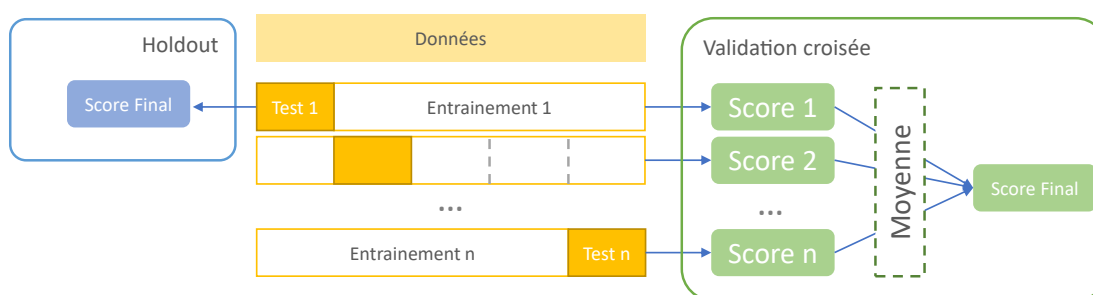 Holdout
Données
Validation croisée
Score Final
Test 1
Entrainement 1
Score 1
Score 2
...
...
Entrainement n
Test n
Score n
Moyenne
Score Final